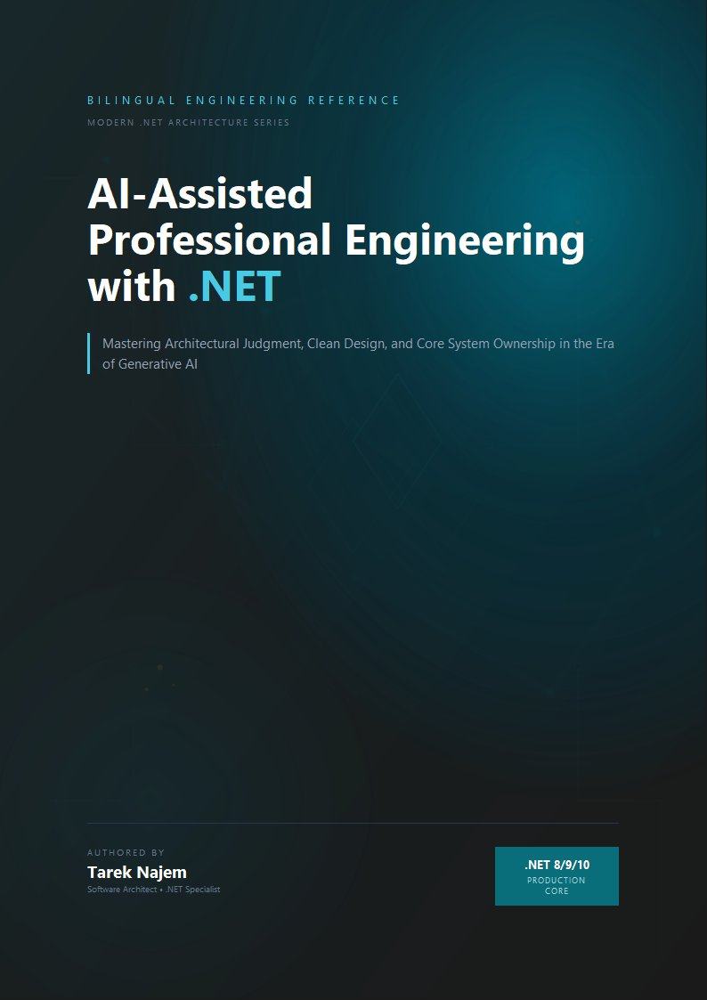 BILINGUAL ENGINEERING REFERENCE
MODERN .NET ARCHITECTURE SERIES
AI-Assisted
Professional Engineering
with .NET
Mastering Architectural Judgment, Clean Design, and Core System Ownership in the Era
of Generative AI
AUTHORED BY
Tarek Najem
Software Architect • .NET Specialist
.NET 8/9/10
PRODUCTION
CORE